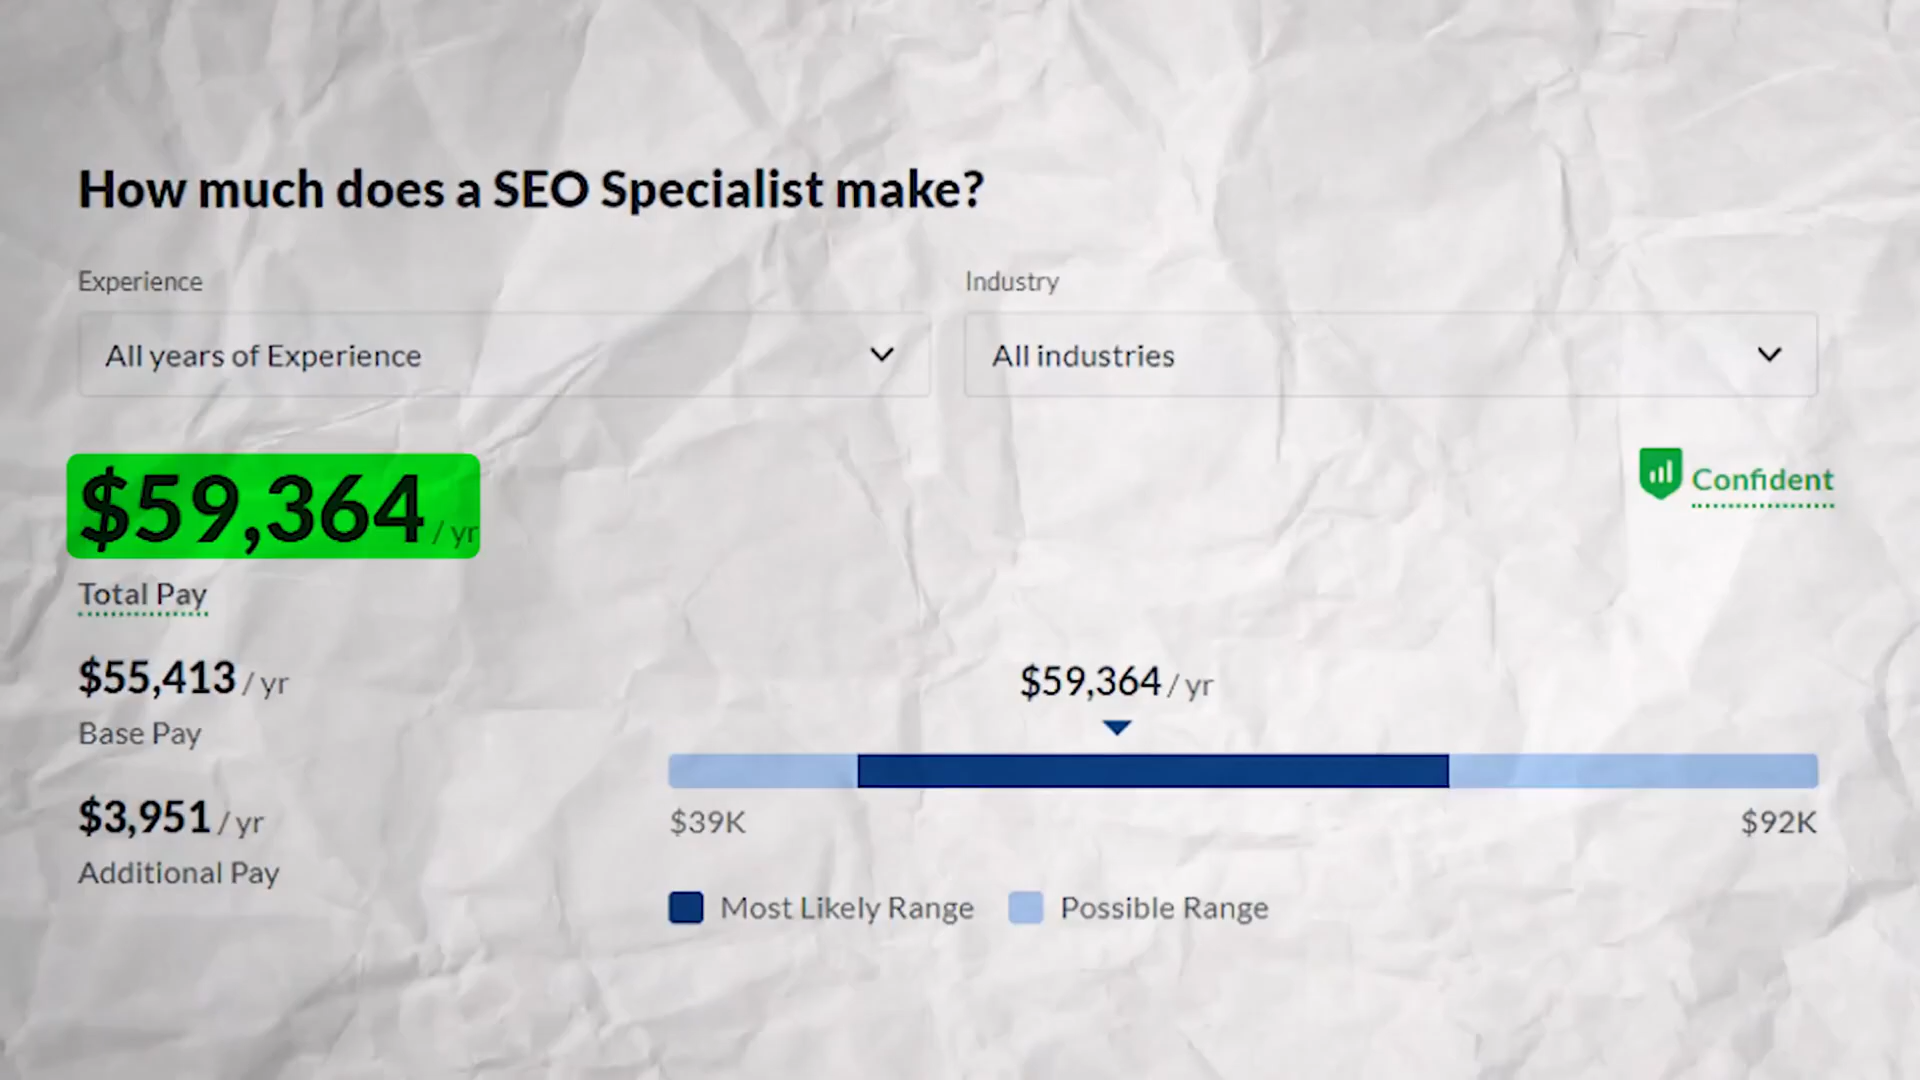 How much does a SEO Specialist make?
Experience
Industry
All years of Experience
All industries
$59,364 / yr
Confident
Total Pay
$55,413 / yr
Base Pay
$59,364 / yr
$3,951 / yr
Additional Pay
$39K
$92K
Most Likely Range
Possible Range